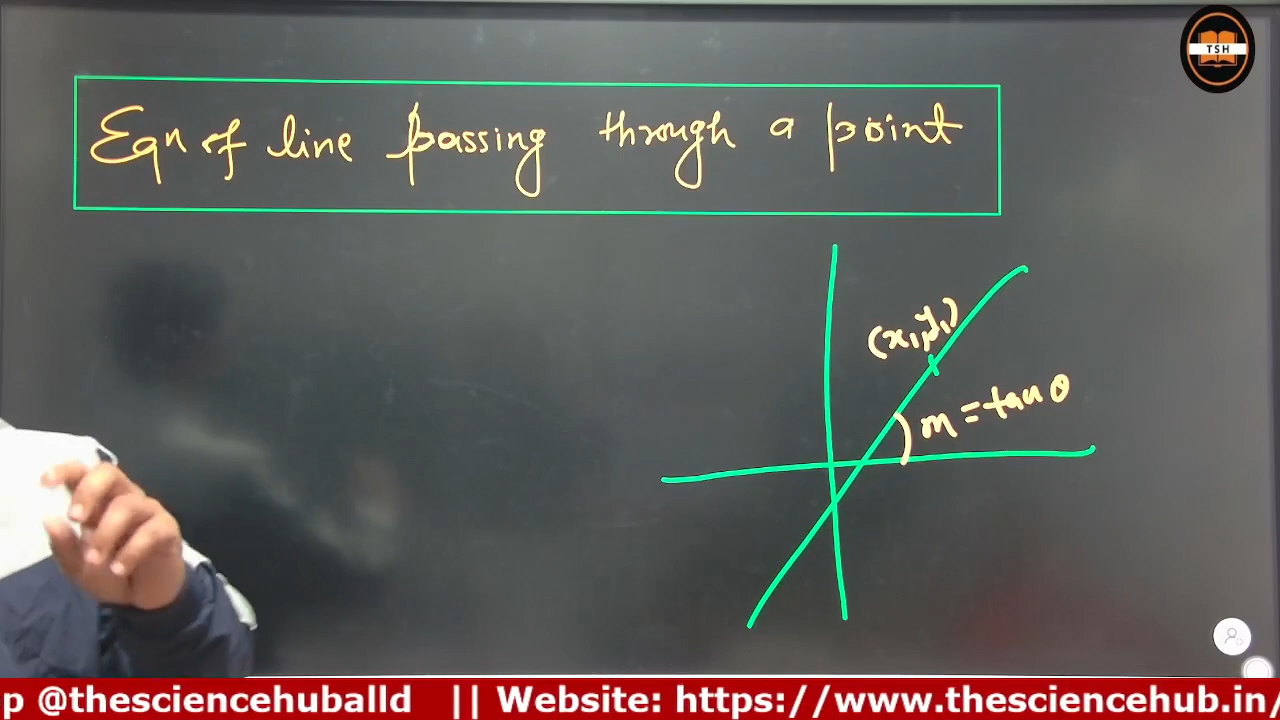 TSH
Eqn of line passing through a point
(x₁,y₁)
m = tan θ
p @thesciencehuballd || Website: https://www.thesciencehub.in/